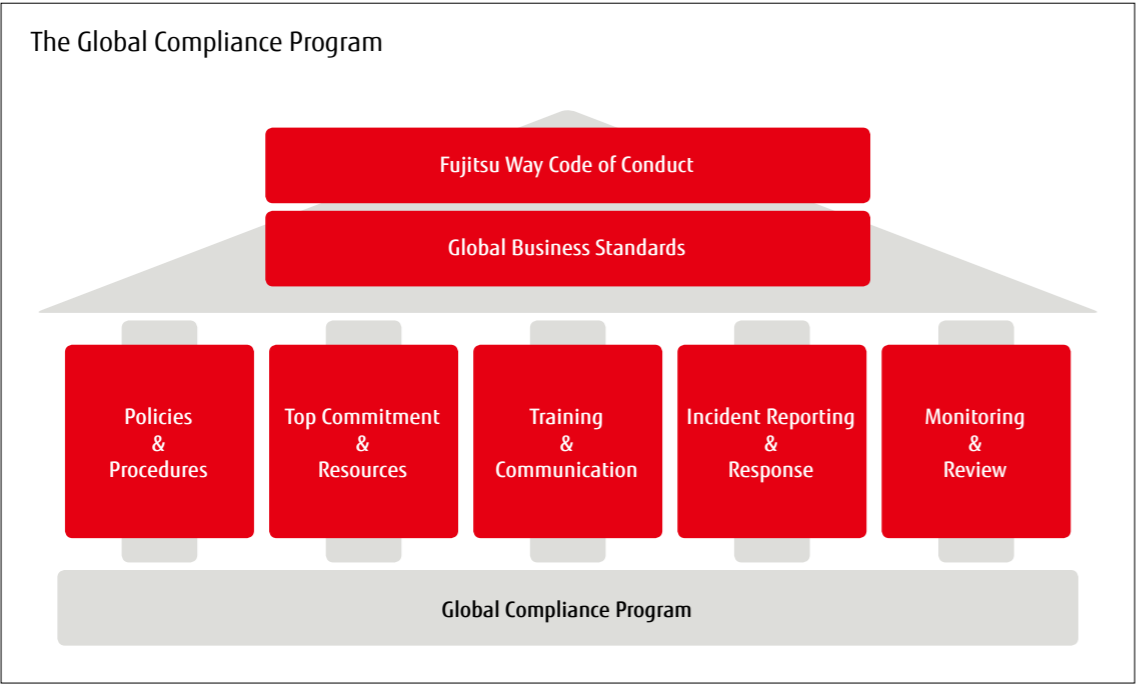 The Global Compliance Program
Fujitsu Way Code of Conduct
Global Business Standards
Policies
&
Procedures
Top Commitment
&
Resources
Training
&
Communication
Incident Reporting
&
Response
Monitoring
&
Review
Global Compliance Program